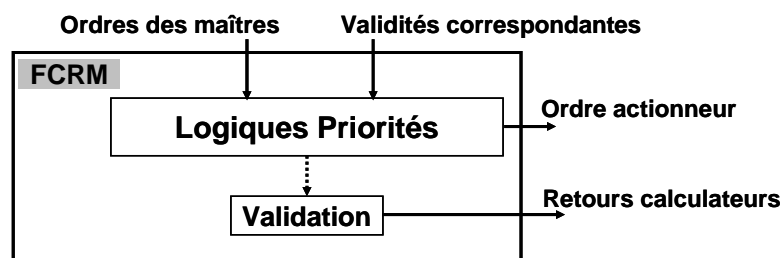 Ordres des maîtres
Validités correspondantes
FCRM
Logiques Priorités
Ordre actionneur
Validation
Retours calculateurs